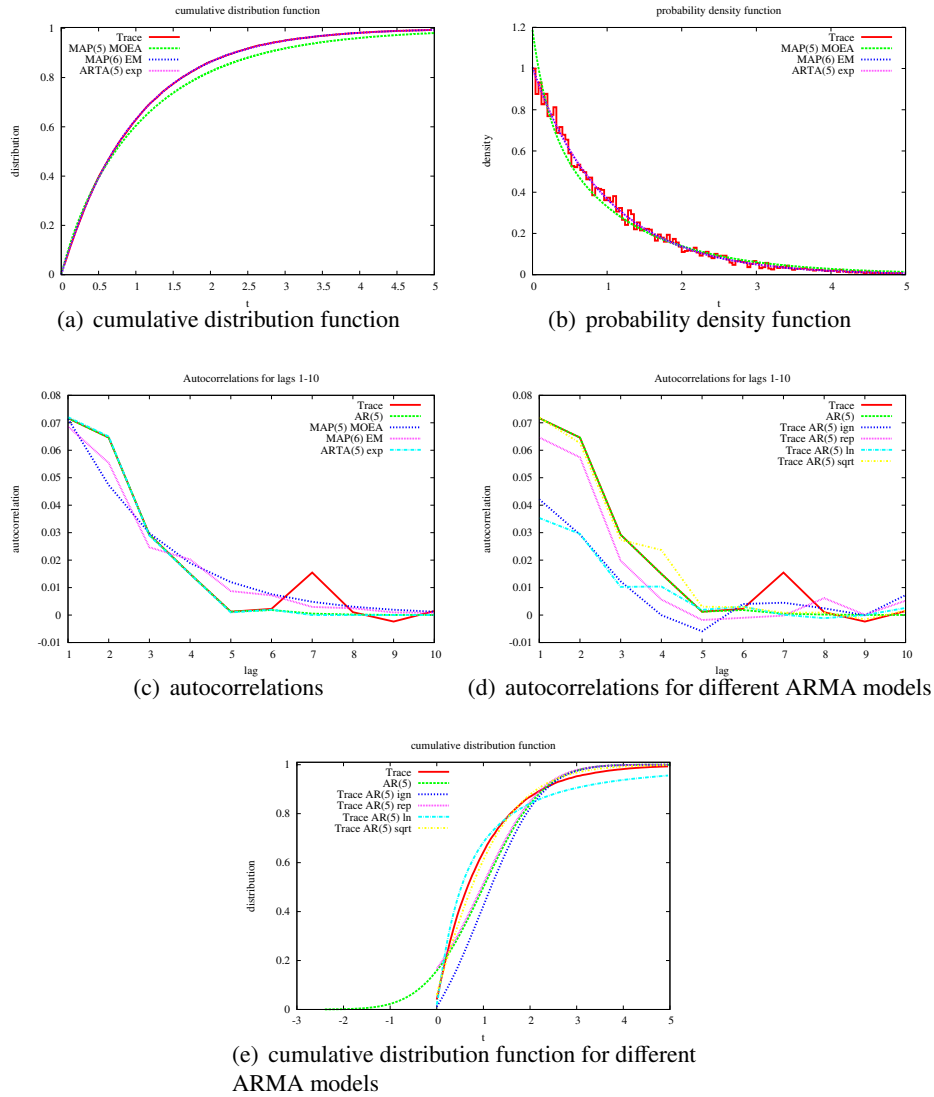 cumulative distribution function
Trace
MAP(5) MOEA
MAP(6) EM
ARTA(5) exp
distribution
1
0.8
0.6
0.4
0.2
0
0 0.5 1 1.5 2 2.5 3 3.5 4 4.5 5
t
(a) cumulative distribution function
probability density function
Trace
MAP(5) MOEA
MAP(6) EM
ARTA(5) exp
density
1.2
1
0.8
0.6
0.4
0.2
0
0 1 2 3 4 5
t
(b) probability density function
Autocorrelations for lags 1-10
Trace
AR(5)
MAP(5) MOEA
MAP(6) EM
ARTA(5) exp
autocorrelation
0.08
0.07
0.06
0.05
0.04
0.03
0.02
0.01
0
-0.01
1 2 3 4 5 6 7 8 9 10
lag
(c) autocorrelations
Autocorrelations for lags 1-10
Trace
AR(5)
Trace AR(5) ign
Trace AR(5) rep
Trace AR(5) ln
Trace AR(5) sqrt
autocorrelation
0.08
0.07
0.06
0.05
0.04
0.03
0.02
0.01
0
-0.01
1 2 3 4 5 6 7 8 9 10
lag
(d) autocorrelations for different ARMA models
cumulative distribution function
Trace
AR(5)
Trace AR(5) ign
Trace AR(5) rep
Trace AR(5) ln
Trace AR(5) sqrt
distribution
1
0.8
0.6
0.4
0.2
0
-3 -2 -1 0 1 2 3 4 5
t
(e) cumulative distribution function for different
ARMA models